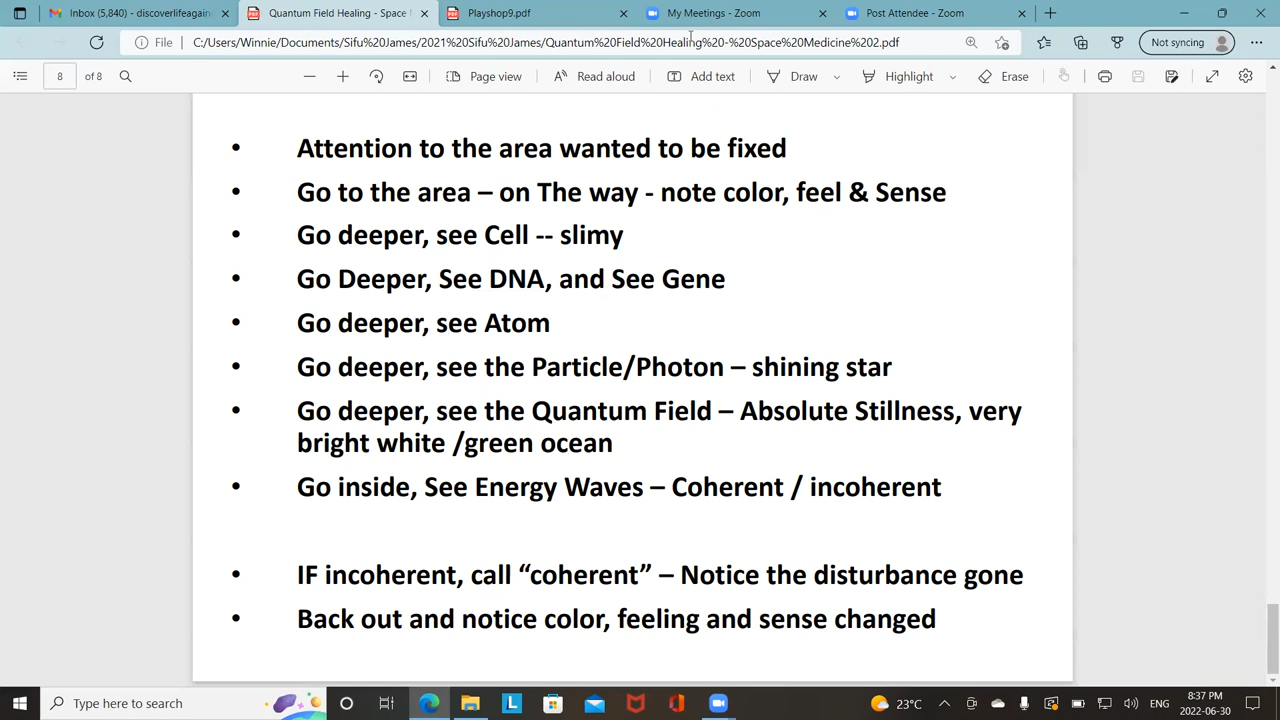 Inbox (5,840) - discoverlifeagain
Quantum Field Healing - Space M
Playshop9.pdf
My Meetings - Zoom
Post Attendee - Zoom
File
C:/Users/Winnie/Documents/Sifu%20James/2021%20Sifu%20James/Quantum%20Field%20Healing%20-%20Space%20Medicine%202.pdf
Not syncing
8 of 8
Page view
Read aloud
Add text
Draw
Highlight
Erase
• Attention to the area wanted to be fixed
• Go to the area – on The way - note color, feel & Sense
• Go deeper, see Cell -- slimy
• Go Deeper, See DNA, and See Gene
• Go deeper, see Atom
• Go deeper, see the Particle/Photon – shining star
• Go deeper, see the Quantum Field – Absolute Stillness, very
bright white /green ocean
• Go inside, See Energy Waves – Coherent / incoherent
• IF incoherent, call “coherent” – Notice the disturbance gone
• Back out and notice color, feeling and sense changed
Type here to search
L
23°C
ENG
8:37 PM
2022-06-30